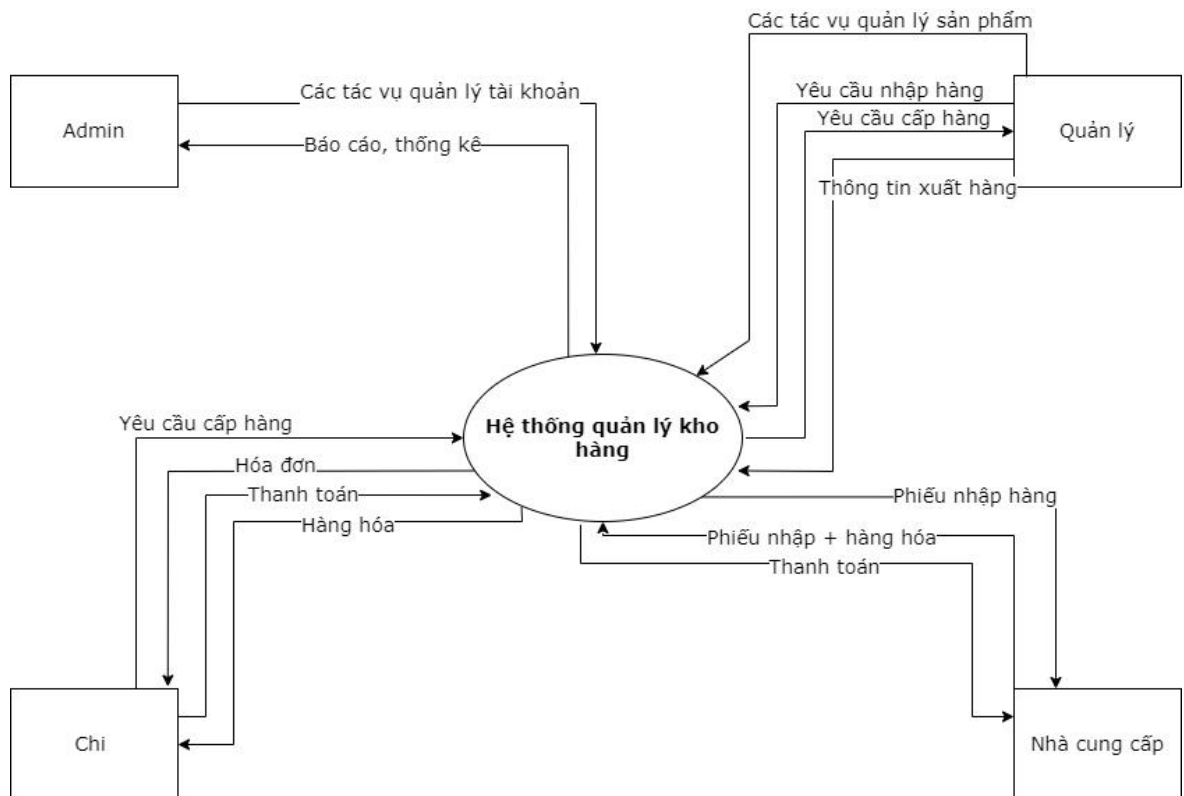 Các tác vụ quản lý sản phẩm
Các tác vụ quản lý tài khoản
Yêu cầu nhập hàng
Yêu cầu cấp hàng
Admin
Báo cáo, thống kê
Quản lý
Thông tin xuất hàng
Yêu cầu cấp hàng
Hệ thống quản lý kho
hàng
Hóa đơn
Thanh toán
Hàng hóa
Phiếu nhập hàng
Phiếu nhập + hàng hóa
Thanh toán
Chi
Nhà cung cấp